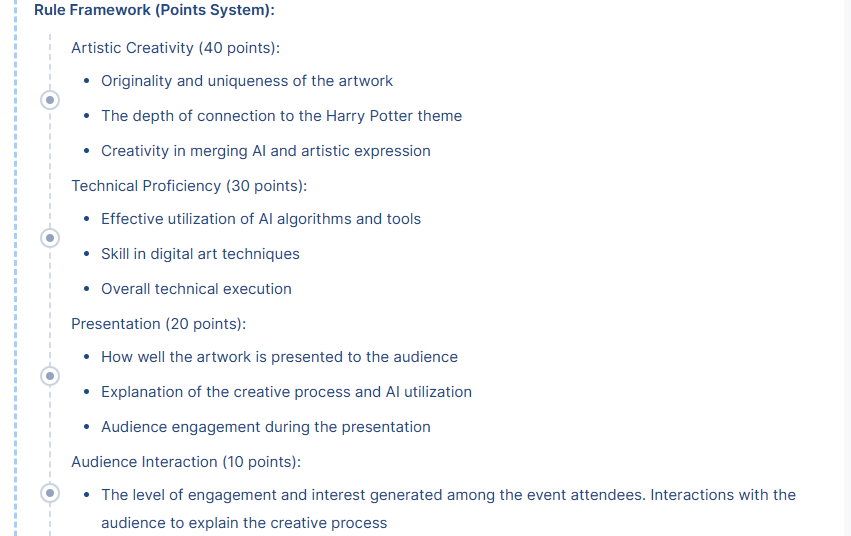 Rule Framework (Points System):
Artistic Creativity (40 points):
Originality and uniqueness of the artwork
The depth of connection to the Harry Potter theme
Creativity in merging AI and artistic expression
Technical Proficiency (30 points):
Effective utilization of AI algorithms and tools
Skill in digital art techniques
Overall technical execution
Presentation (20 points):
How well the artwork is presented to the audience
Explanation of the creative process and AI utilization
Audience engagement during the presentation
Audience Interaction (10 points):
The level of engagement and interest generated among the event attendees. Interactions with the
audience to explain the creative process